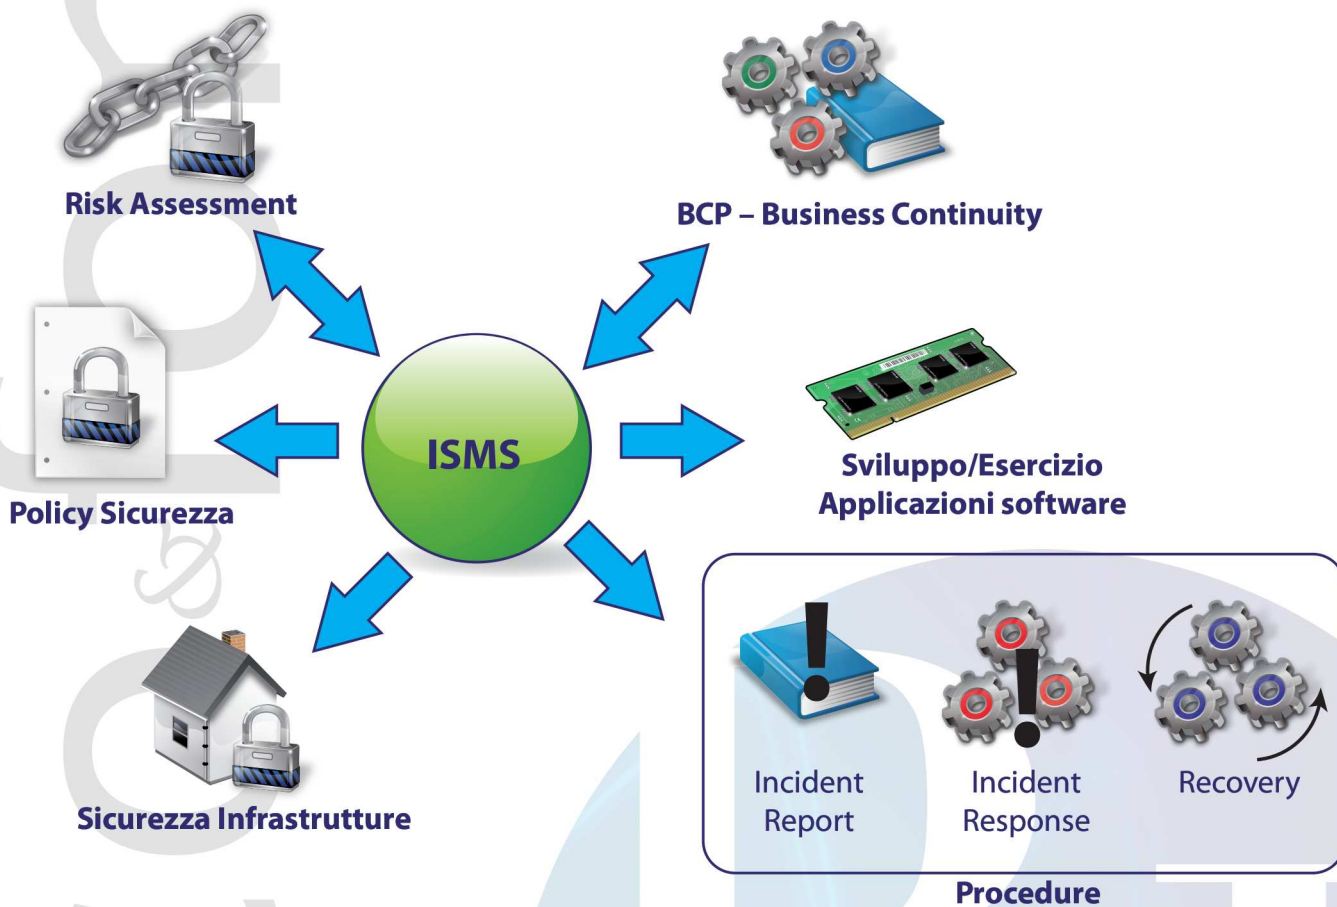 Risk Assessment
BCP – Business Continuity
ISMS
Policy Sicurezza
Sviluppo/Esercizio
Applicazioni software
Sicurezza Infrastrutture
Incident
Report
Incident
Response
Recovery
Procedure